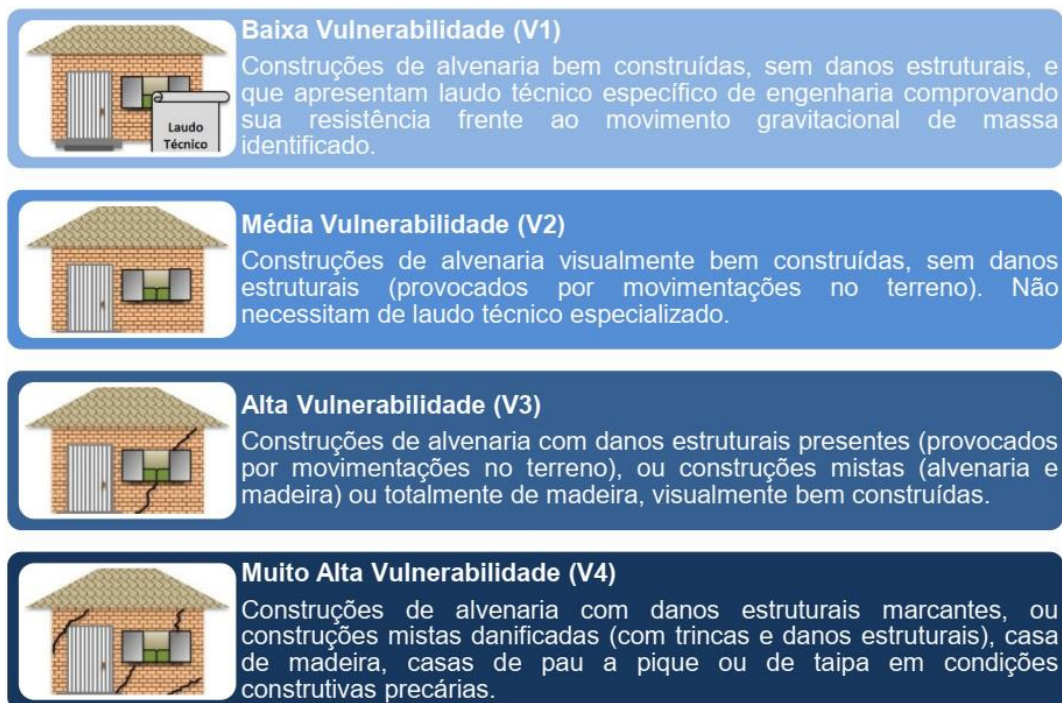 Baixa Vulnerabilidade (V1)
Construções de alvenaria bem construídas, sem danos estruturais, e
que apresentam laudo técnico específico de engenharia comprovando
sua resistência frente ao movimento gravitacional de massa
identificado.
Laudo
Técnico
Média Vulnerabilidade (V2)
Construções de alvenaria visualmente bem construídas, sem danos
estruturais (provocados por movimentações no terreno). Não
necessitam de laudo técnico especializado.
Alta Vulnerabilidade (V3)
Construções de alvenaria com danos estruturais presentes (provocados
por movimentações no terreno), ou construções mistas (alvenaria e
madeira) ou totalmente de madeira, visualmente bem construídas.
Muito Alta Vulnerabilidade (V4)
Construções de alvenaria com danos estruturais marcantes, ou
construções mistas danificadas (com trincas e danos estruturais), casa
de madeira, casas de pau a pique ou de taipa em condições
construtivas precárias.